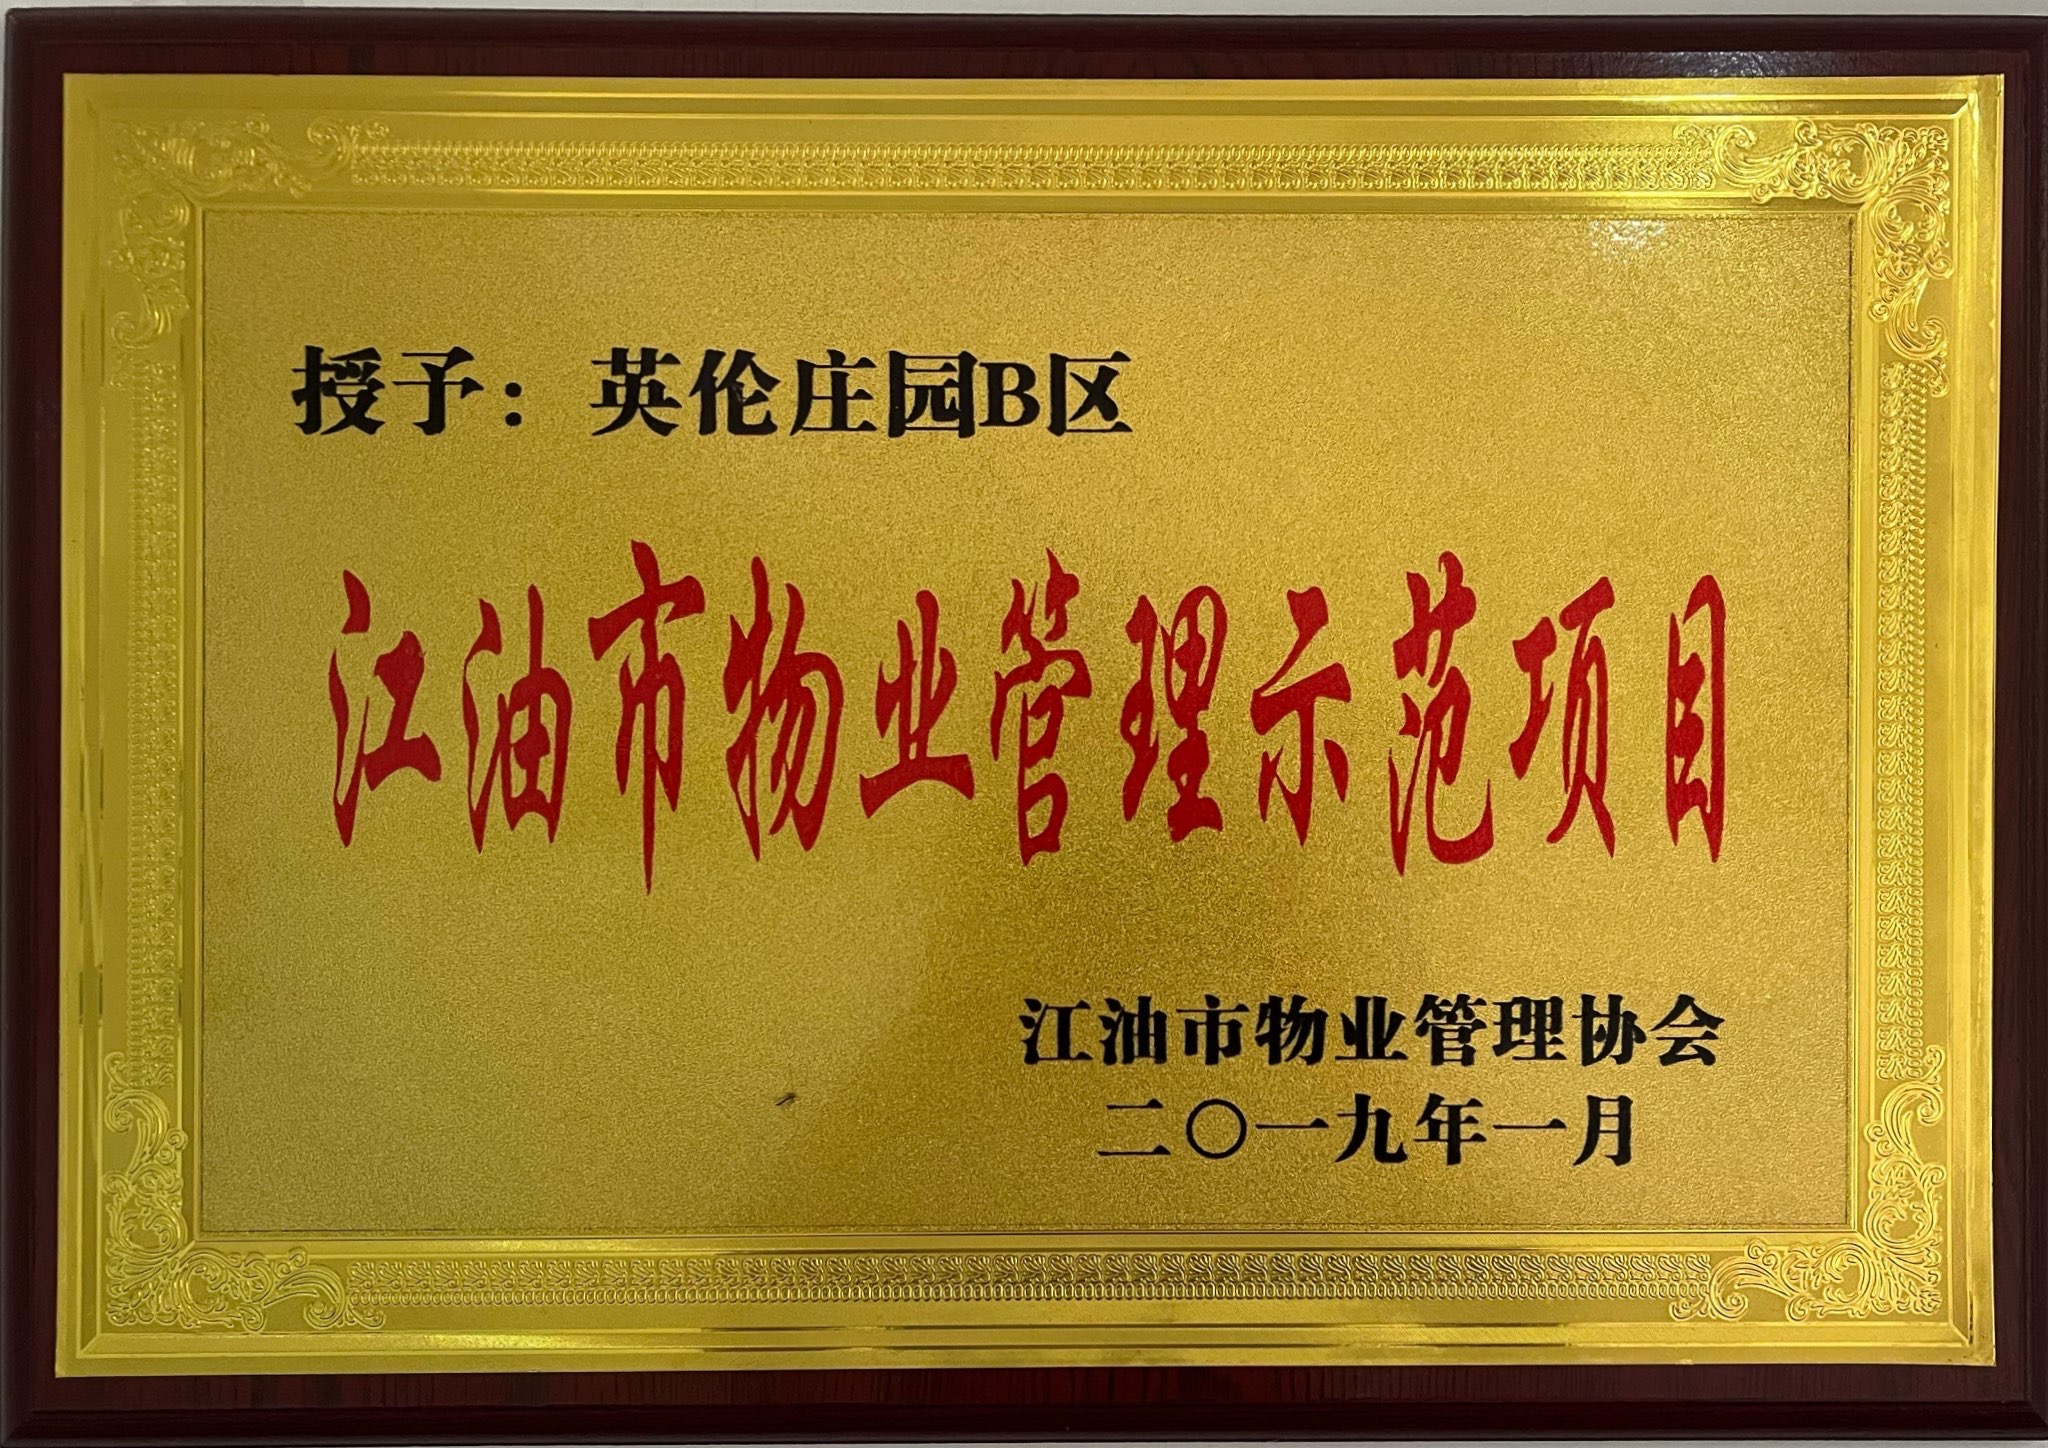 授予：英伦庄园B区
江油市物业管理示范项目
江油市物业管理协会
二〇一九年一月